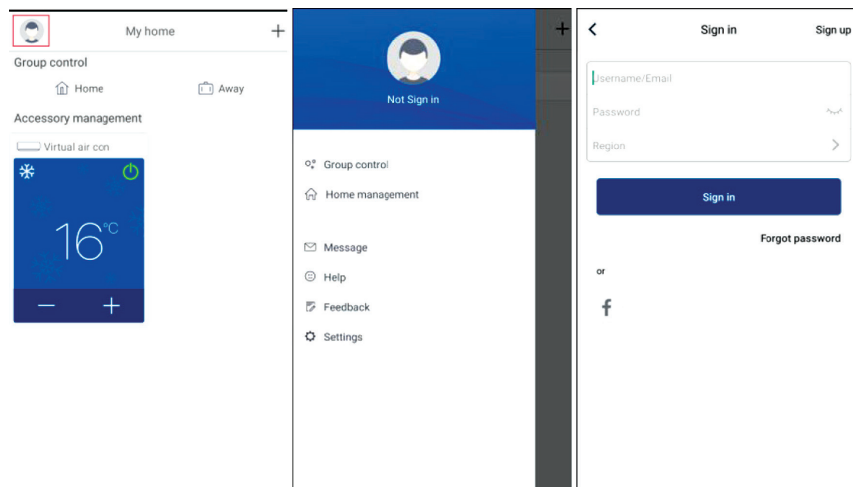 My home
+
Group control
Home
Away
Accessory management
Virtual air con
16°C
− +
+
Not Sign in
Group control
Home management
Message
Help
Feedback
Settings
Sign in
Sign up
Username/Email
Password
Region
Sign in
Forgot password
or
f